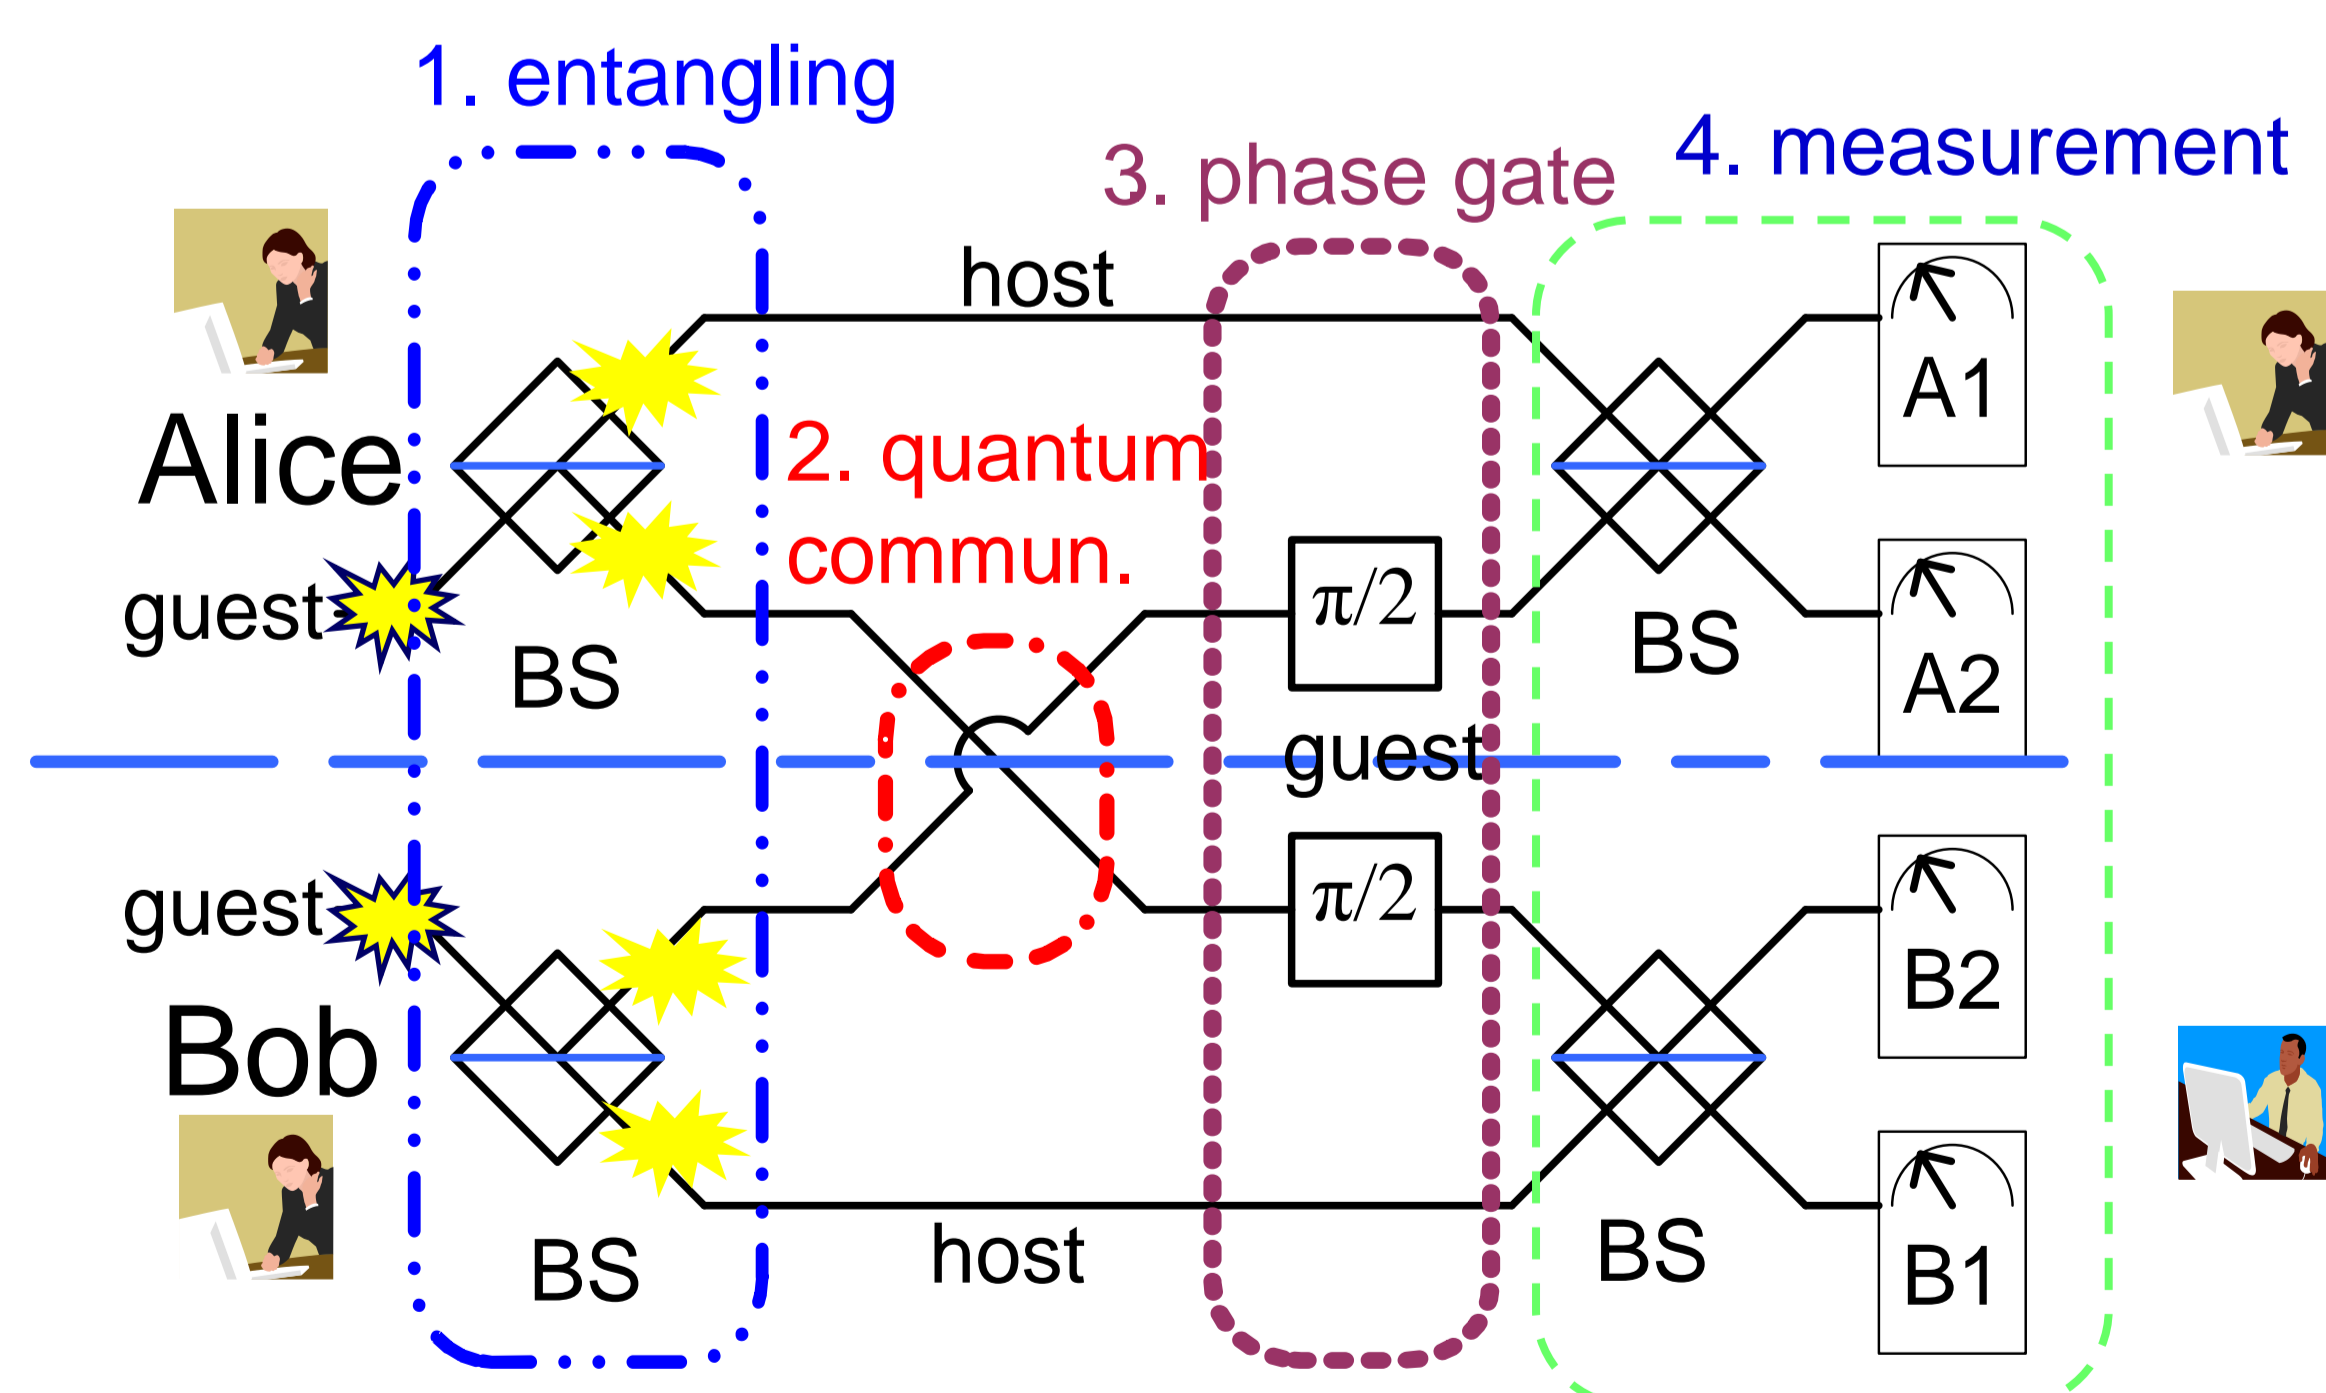 1. entangling
3. phase gate
4. measurement
host
A1
Alice
2. quantum
commun.
guest
π/2
BS
BS
A2
guest
guest
π/2
B2
Bob
host
BS
BS
B1